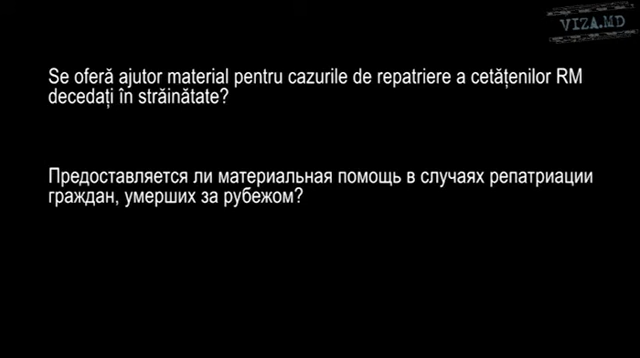 VIZA.MD
Se oferă ajutor material pentru cazurile de repatriere a cetățenilor RM
decedați în străinătate?
Предоставляется ли материальная помощь в случаях репатриации
граждан, умерших за рубежом?